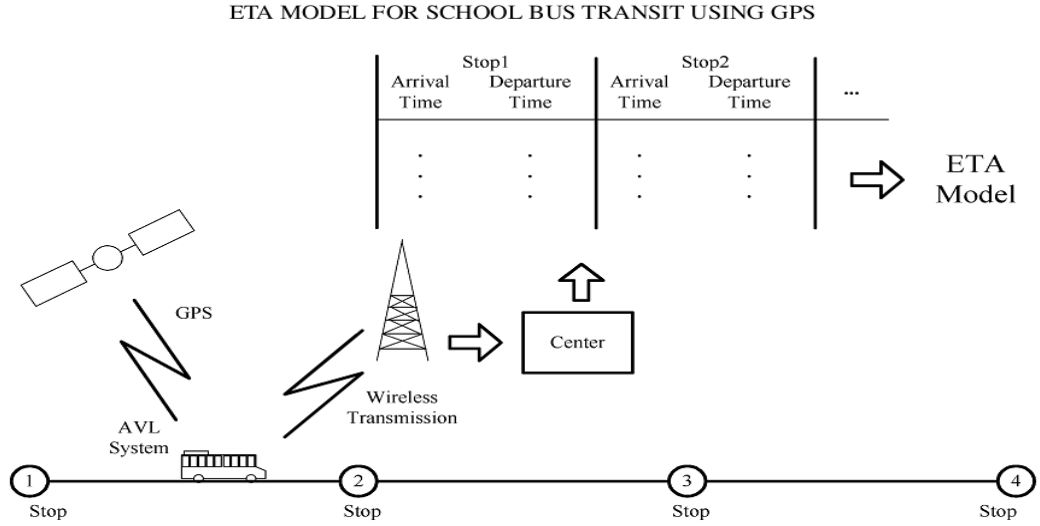 ETA MODEL FOR SCHOOL BUS TRANSIT USING GPS
Stop1
Stop2
Arrival Time
Departure Time
Arrival Time
Departure Time
...
ETA
Model
GPS
Center
Wireless
Transmission
AVL
System
1
2
3
4
Stop
Stop
Stop
Stop